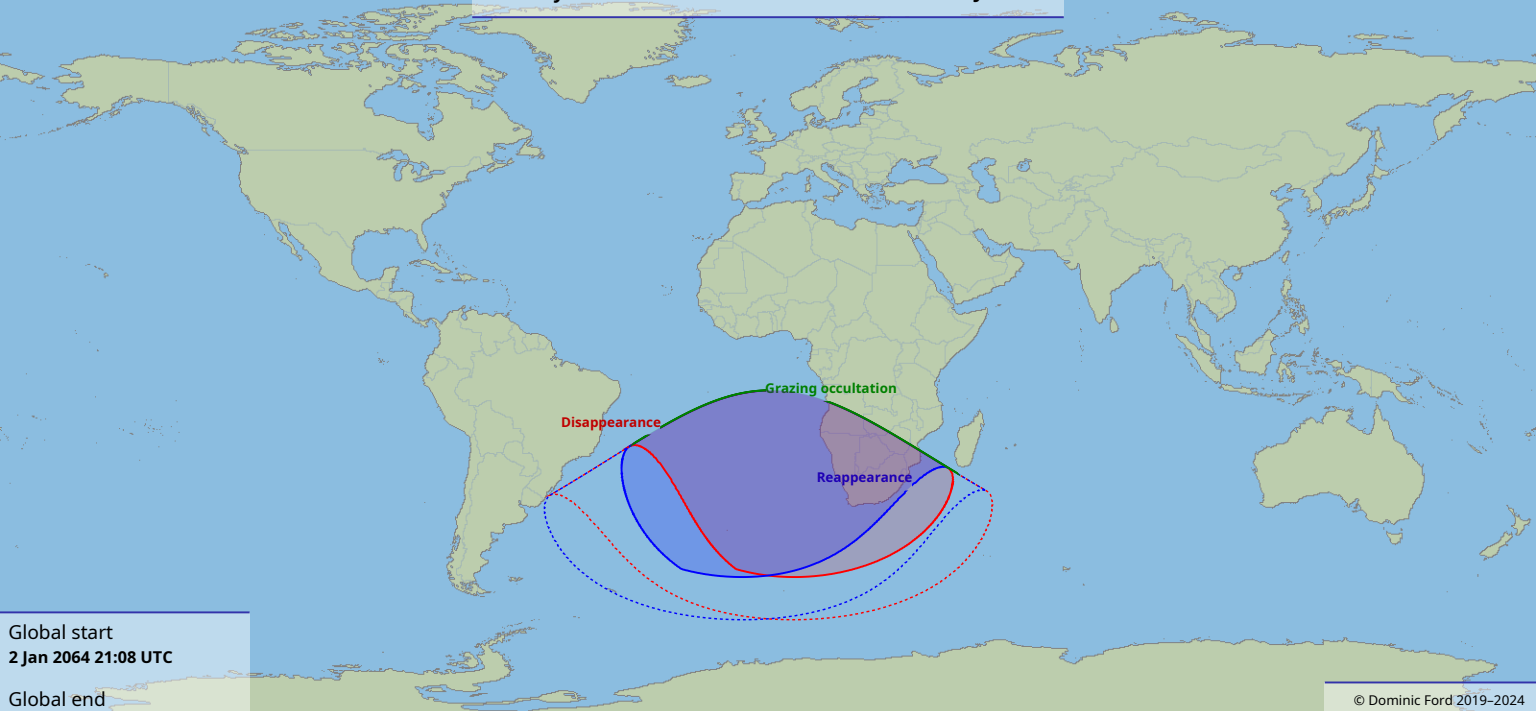 Grazing occultation
Disappearance
Reappearance
Global start
2 Jan 2064 21:08 UTC
Global end
© Dominic Ford 2019–2024